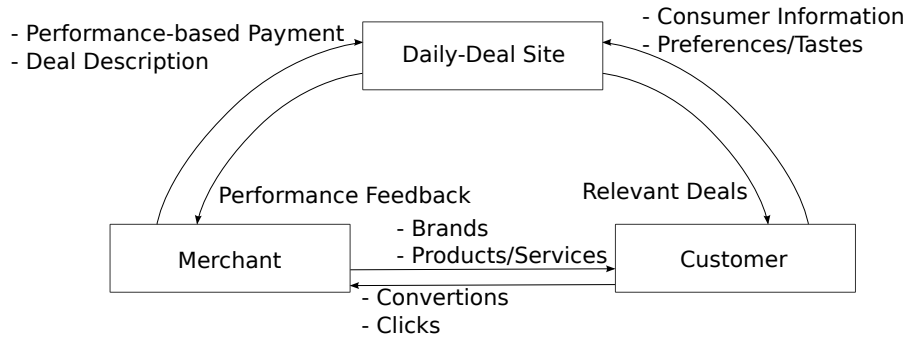 - Consumer Information
- Performance-based Payment
- Preferences/Tastes
Daily-Deal Site
- Deal Description
Performance Feedback
Relevant Deals
- Brands
Merchant
- Products/Services
Customer
- Convertions
- Clicks